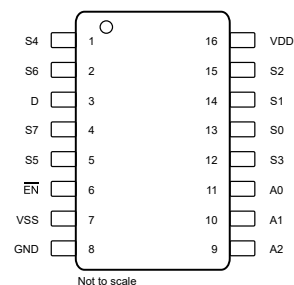 S4 1 16 VDD
S6 2 15 S2
D 3 14 S1
S7 4 13 S0
S5 5 12 S3
E̅N̅ 6 11 A0
VSS 7 10 A1
GND 8 9 A2
Not to scale